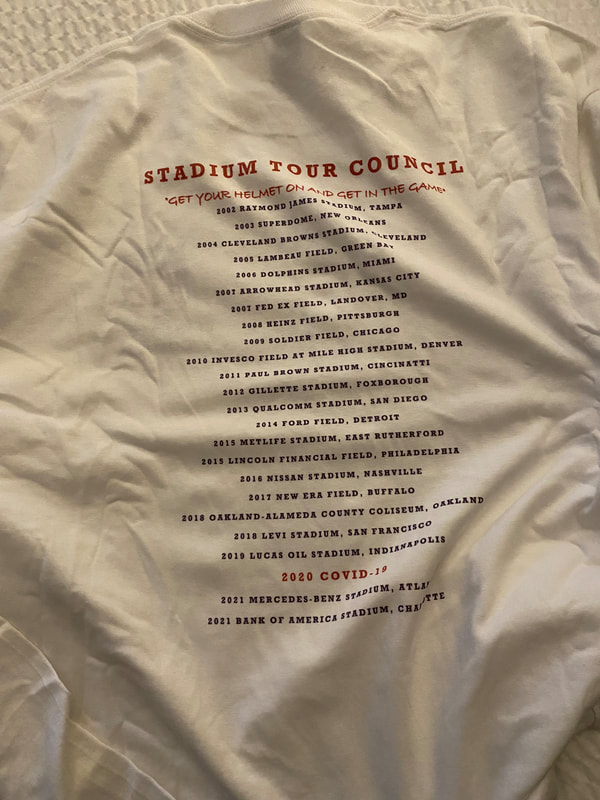 STADIUM TOUR COUNCIL
"GET YOUR HELMET ON AND GET IN THE GAME"
2002 RAYMOND JAMES STADIUM, TAMPA
2003 SUPERDOME, NEW ORLEANS
2004 CLEVELAND BROWNS STADIUM, CLEVELAND
2005 LAMBEAU FIELD, GREEN BAY
2006 DOLPHINS STADIUM, MIAMI
2007 ARROWHEAD STADIUM, KANSAS CITY
2007 FED EX FIELD, LANDOVER, MD
2008 HEINZ FIELD, PITTSBURGH
2009 SOLDIER FIELD, CHICAGO
2010 INVESCO FIELD AT MILE HIGH STADIUM, DENVER
2011 PAUL BROWN STADIUM, CINCINATTI
2012 GILLETTE STADIUM, FOXBOROUGH
2013 QUALCOMM STADIUM, SAN DIEGO
2014 FORD FIELD, DETROIT
2015 METLIFE STADIUM, EAST RUTHERFORD
2015 LINCOLN FINANCIAL FIELD, PHILADELPHIA
2016 NISSAN STADIUM, NASHVILLE
2017 NEW ERA FIELD, BUFFALO
2018 OAKLAND-ALAMEDA COUNTY COLISEUM, OAKLAND
2018 LEVI STADIUM, SAN FRANCISCO
2019 LUCAS OIL STADIUM, INDIANAPOLIS
2020 COVID-19
2021 MERCEDES-BENZ STADIUM,
2021 BANK OF AMERICA STADIUM,